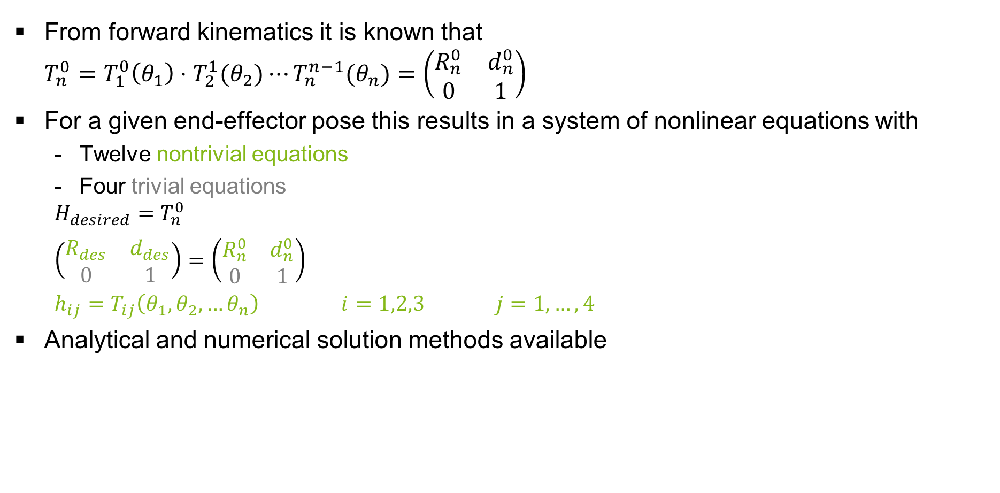 ▪ From forward kinematics it is known that
$T_n^0 = T_1^0(\theta_1) \cdot T_2^1(\theta_2) \cdots T_n^{n-1}(\theta_n) = \begin{pmatrix} R_n^0 & d_n^0 \\ 0 & 1 \end{pmatrix}$
▪ For a given end-effector pose this results in a system of nonlinear equations with
- Twelve nontrivial equations
- Four trivial equations
$H_{desired} = T_n^0$
$\begin{pmatrix} R_{des} & d_{des} \\ 0 & 1 \end{pmatrix} = \begin{pmatrix} R_n^0 & d_n^0 \\ 0 & 1 \end{pmatrix}$
$h_{ij} = T_{ij}(\theta_1, \theta_2, \ldots \theta_n) \qquad i = 1,2,3 \qquad j = 1, \ldots, 4$
▪ Analytical and numerical solution methods available